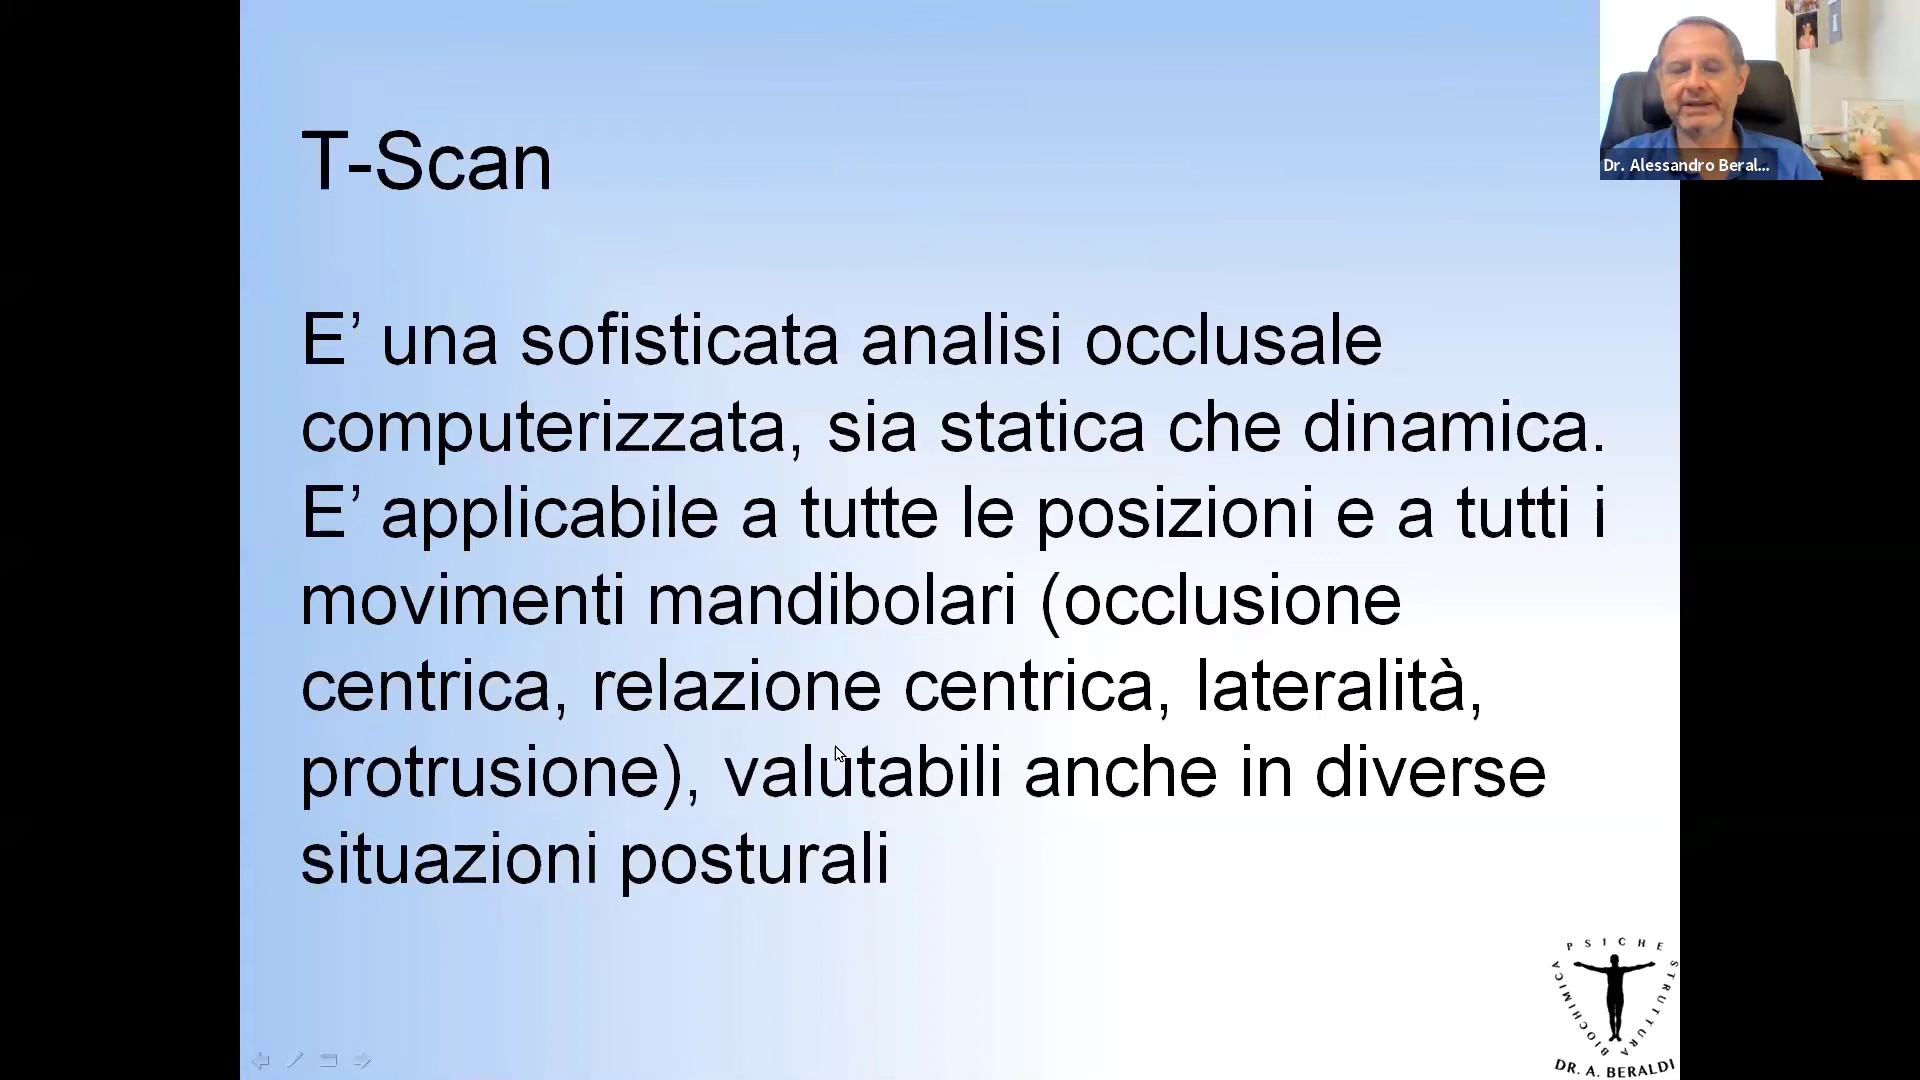 T-Scan
E’ una sofisticata analisi occlusale
computerizzata, sia statica che dinamica.
E’ applicabile a tutte le posizioni e a tutti i
movimenti mandibolari (occlusione
centrica, relazione centrica, lateralità,
protrusione), valutabili anche in diverse
situazioni posturali
Dr. Alessandro Beral...
PSICHE
STRUTTURA
BIOCHIMICA
DR. A. BERALDI